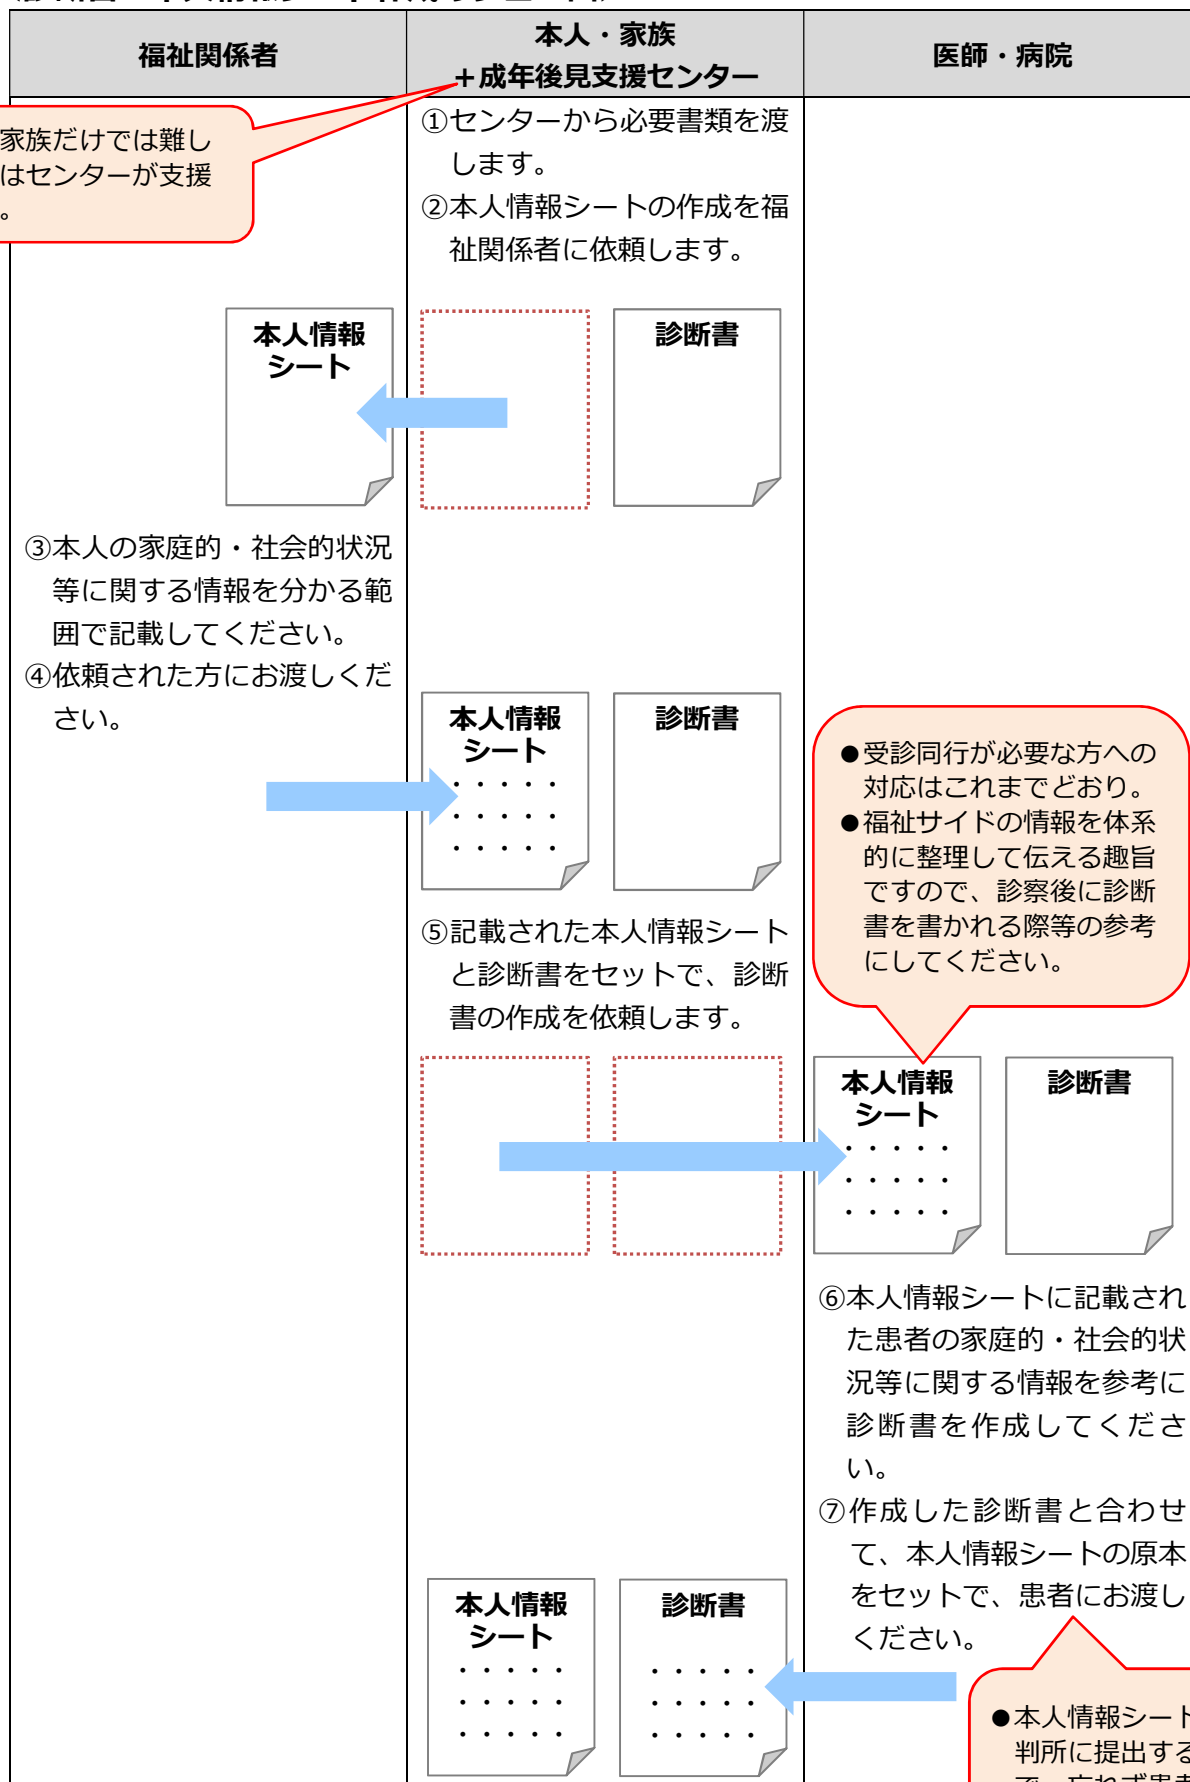 福祉関係者
本人・家族
+成年後見支援センター
医師・病院
家族だけでは難し
はセンターが支援
。
①センターから必要書類を渡
します。
②本人情報シートの作成を福
祉関係者に依頼します。
本人情報
シート
診断書
③本人の家庭的・社会的状況
等に関する情報を分かる範
囲で記載してください。
④依頼された方にお渡しくだ
さい。
本人情報
シート
・・・・・
・・・・・
・・・・・
診断書
●受診同行が必要な方への
対応はこれまでどおり。
●福祉サイドの情報を体系
的に整理して伝える趣旨
ですので、診察後に診断
書を書かれる際等の参考
にしてください。
⑤記載された本人情報シート
と診断書をセットで、診断
書の作成を依頼します。
本人情報
シート
・・・・・
・・・・・
・・・・・
診断書
⑥本人情報シートに記載され
た患者の家庭的・社会的状
況等に関する情報を参考に
診断書を作成してくださ
い。
⑦作成した診断書と合わせ
て、本人情報シートの原本
をセットで、患者にお渡し
ください。
本人情報
シート
・・・・・
・・・・・
・・・・・
診断書
・・・・・
・・・・・
・・・・・
●本人情報シート
判所に提出する